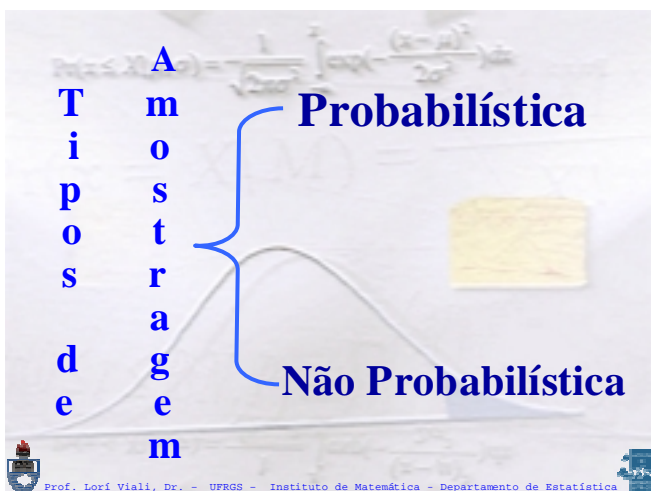 Tipos de
Amostragem
Probabilística
Não Probabilística
Prof. Lorí Viali, Dr. - UFRGS - Instituto de Matemática - Departamento de Estatística